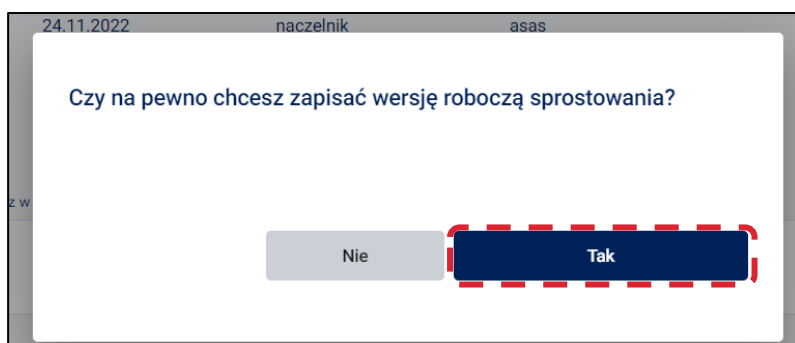 24.11.2022 naczelnik asas
Czy na pewno chcesz zapisać wersję roboczą sprostowania?
z w
Nie Tak